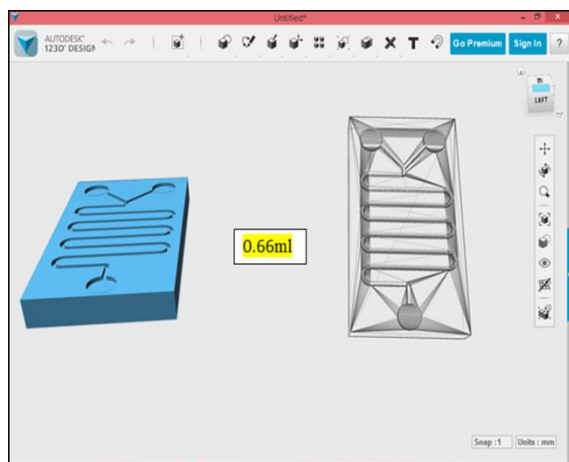 Untitled*
AUTODESK®
123D® DESIGN
T
Go Premium
Sign In
?
LEFT
0.66ml
Snap : 1
Units : mm